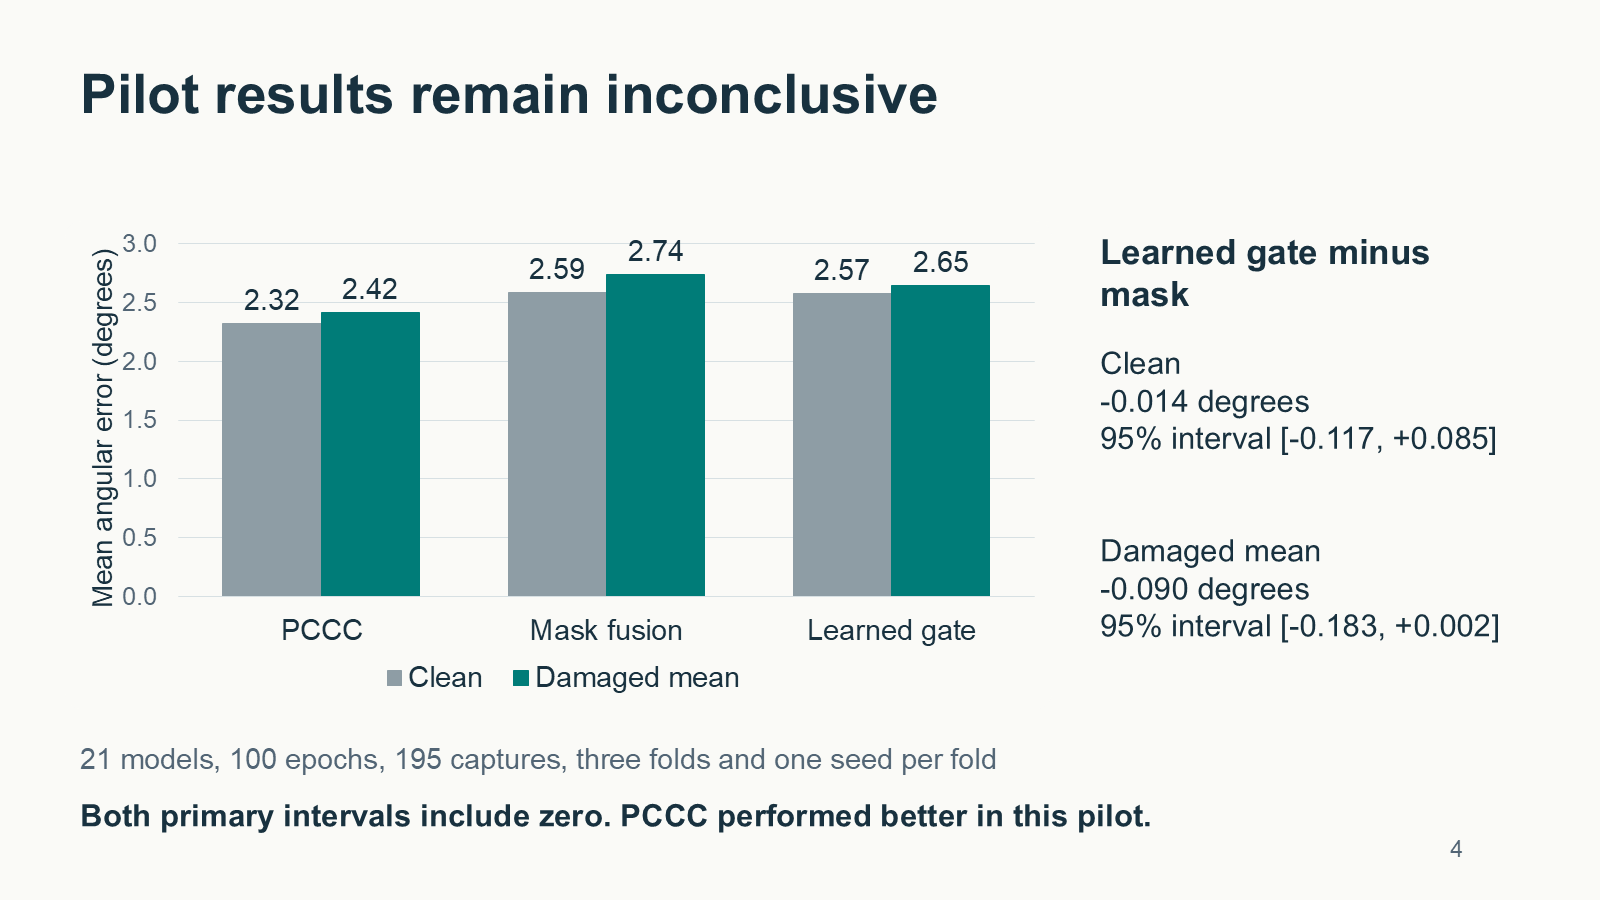 Pilot results remain inconclusive
Mean angular error (degrees)
3.0
2.5
2.0
1.5
1.0
0.5
0.0
2.32
2.42
2.59
2.74
2.57
2.65
PCCC
Mask fusion
Learned gate
Clean
Damaged mean
Learned gate minus
mask
Clean
-0.014 degrees
95% interval [-0.117, +0.085]
Damaged mean
-0.090 degrees
95% interval [-0.183, +0.002]
21 models, 100 epochs, 195 captures, three folds and one seed per fold
Both primary intervals include zero. PCCC performed better in this pilot.
4